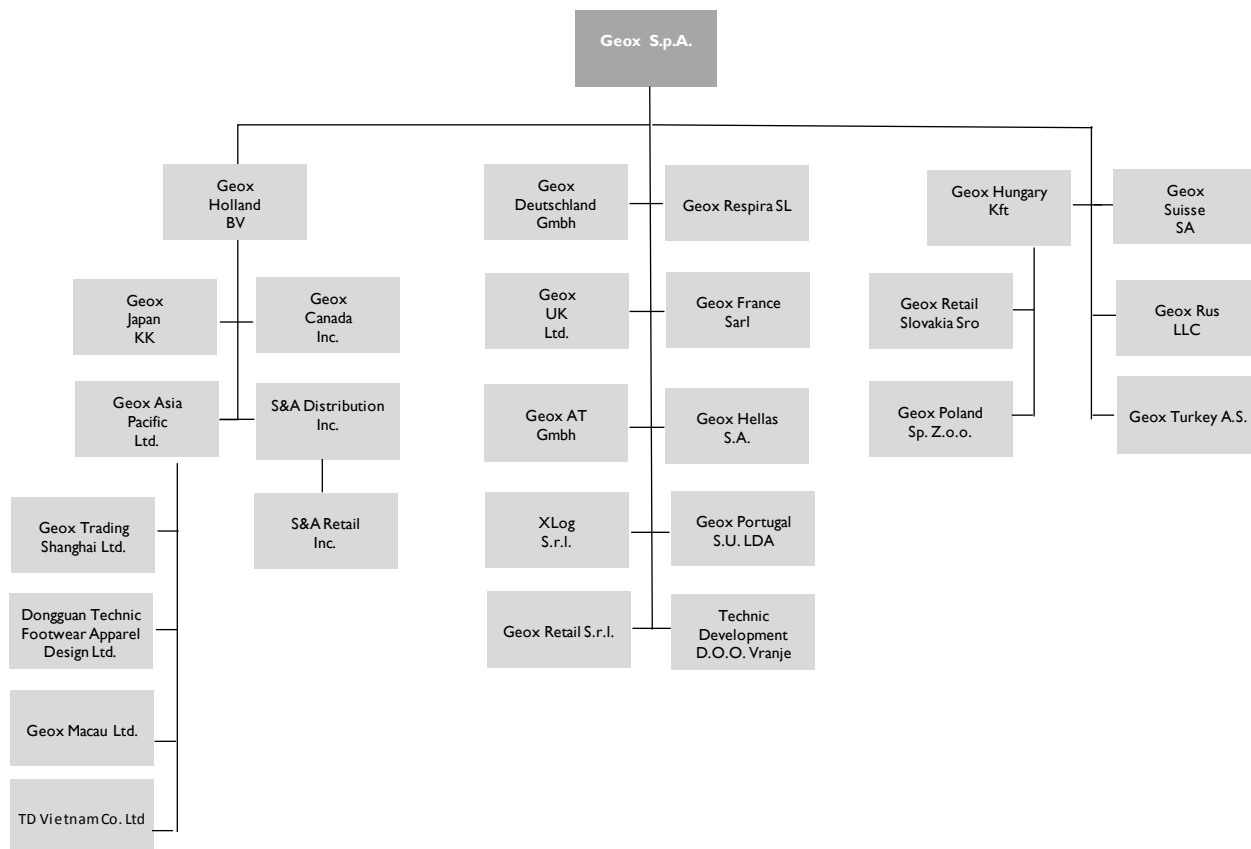 Geox S.p.A.
Geox
Holland
BV
Geox
Japan
KK
Geox
Canada
Inc.
Geox Asia
Pacific
Ltd.
S&A Distribution
Inc.
S&A Retail
Inc.
Geox Trading
Shanghai Ltd.
Dongguan Technic
Footwear Apparel
Design Ltd.
Geox Macau Ltd.
TD Vietnam Co. Ltd
Geox
Deutschland
Gmbh
Geox Respira SL
Geox
UK
Ltd.
Geox France
Sarl
Geox AT
Gmbh
Geox Hellas
S.A.
XLog
S.r.l.
Geox Portugal
S.U. LDA
Geox Retail S.r.l.
Technic
Development
D.O.O. Vranje
Geox Hungary
Kft
Geox
Suisse
SA
Geox Retail
Slovakia Sro
Geox Rus
LLC
Geox Poland
Sp. Z.o.o.
Geox Turkey A.S.